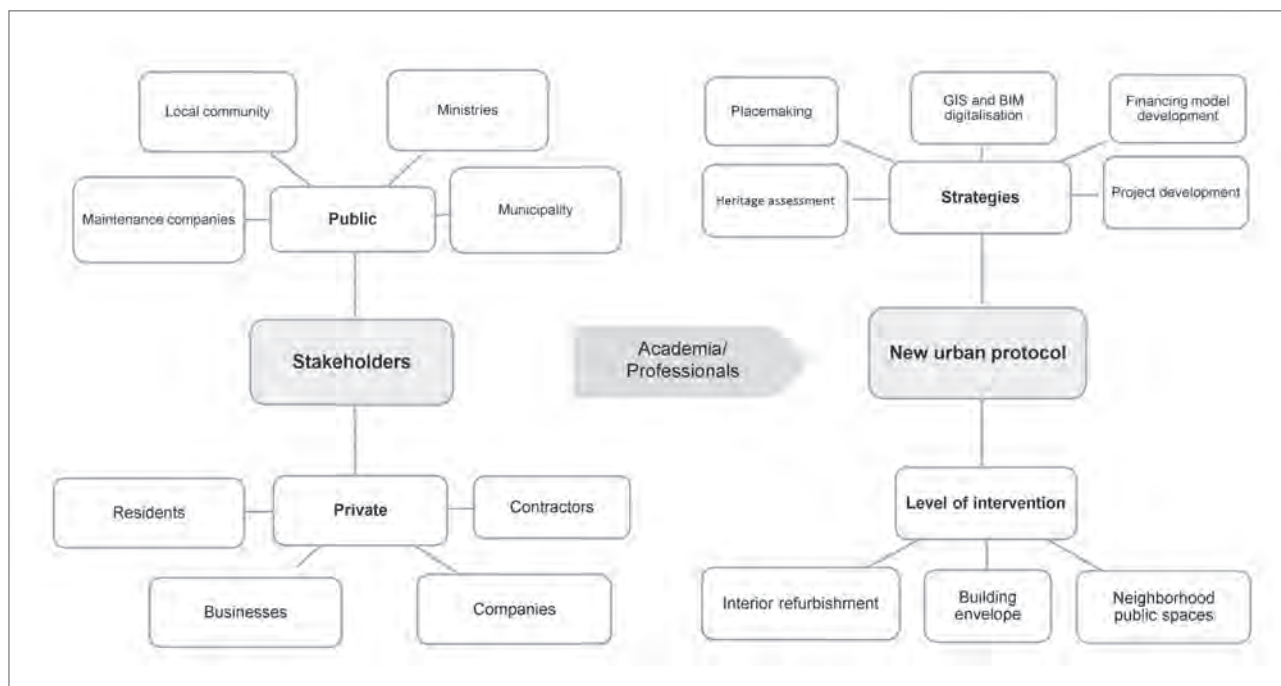 Local community
Ministries
Maintenance companies
Public
Municipality
Stakeholders
Residents
Private
Contractors
Businesses
Companies
Academia/
Professionals
Placemaking
GIS and BIM
digitalisation
Financing model
development
Heritage assessment
Strategies
Project development
New urban protocol
Level of intervention
Interior refurbishment
Building
envelope
Neighborhood
public spaces